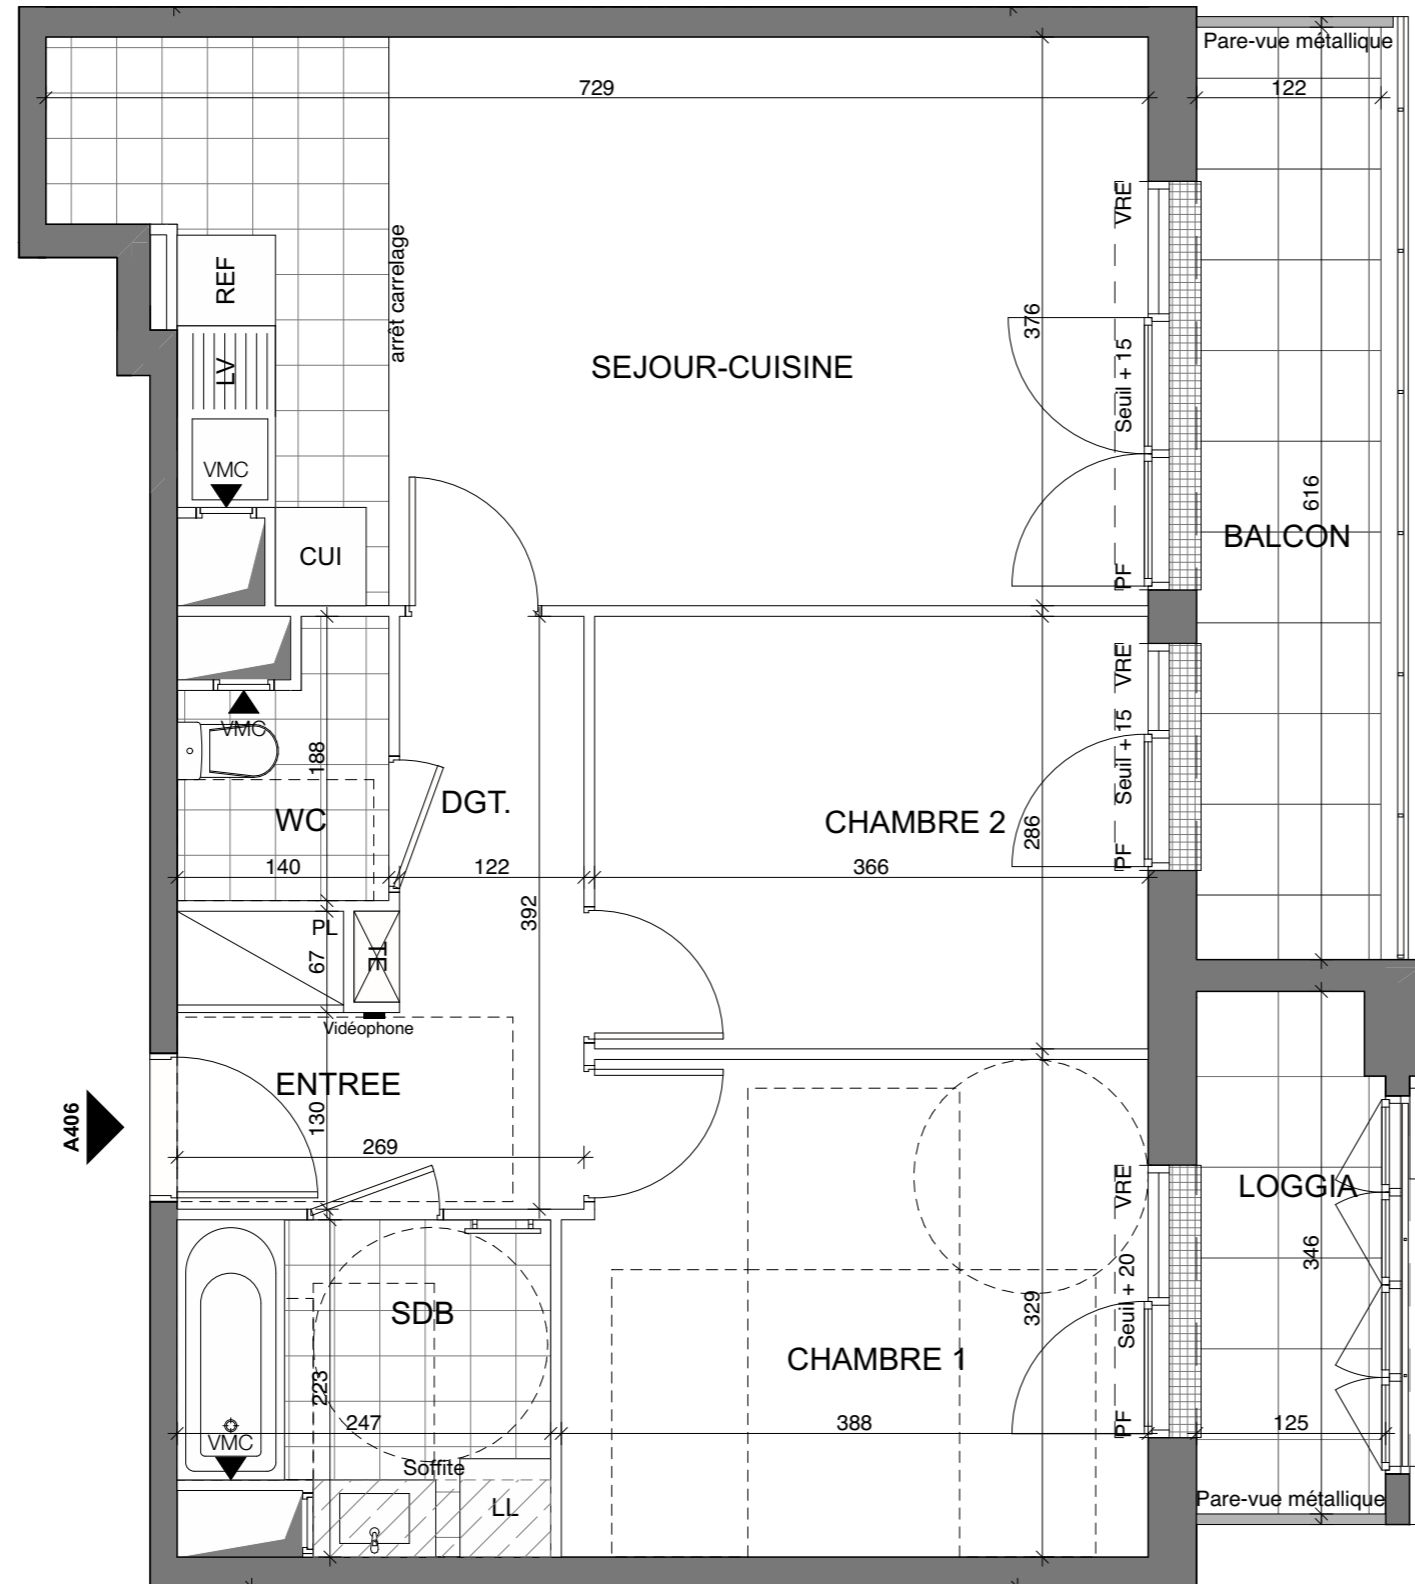 Pare-vue métallique
729
122
VRE
REF
arrêt carrelage
376
Seuil + 15
LV
SEJOUR-CUISINE
VMC
616
BALCON
CUI
PF
VRE
VMC
188
Seuil + 15
DGT.
WC
CHAMBRE 2
286
PF
140
122
366
392
PL
67
TE
Vidéophone
ENTREE
A406
130
269
VRE
LOGGIA
346
Seuil + 20
329
SDB
CHAMBRE 1
223
247
388
PF
125
VMC
Soffite
LL
Pare-vue métallique